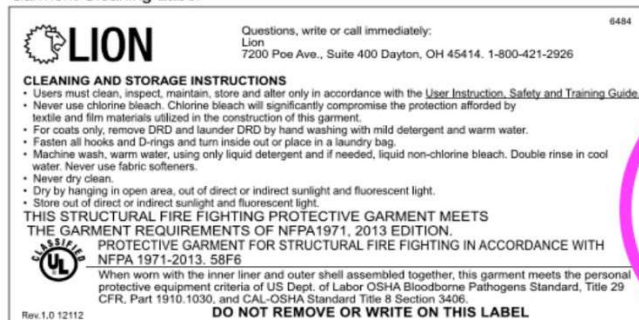 Garment Cleaning Label
6484
LION
Questions, write or call immediately:
Lion
7200 Poe Ave., Suite 400 Dayton, OH 45414. 1-800-421-2926
CLEANING AND STORAGE INSTRUCTIONS
• Users must clean, inspect, maintain, store and alter only in accordance with the User Instruction, Safety and Training Guide.
• Never use chlorine bleach. Chlorine bleach will significantly compromise the protection afforded by
textile and film materials utilized in the construction of this garment.
• For coats only, remove DRD and launder DRD by hand washing with mild detergent and warm water.
• Fasten all hooks and D-rings and turn inside out or place in a laundry bag.
• Machine wash, warm water, using only liquid detergent and if needed, liquid non-chlorine bleach. Double rinse in cool
water. Never use fabric softeners.
• Never dry clean.
• Dry by hanging in open area, out of direct or indirect sunlight and fluorescent light.
• Store out of direct or indirect sunlight and fluorescent light.
THIS STRUCTURAL FIRE FIGHTING PROTECTIVE GARMENT MEETS
THE GARMENT REQUIREMENTS OF NFPA1971, 2013 EDITION.
CLASSIFIED
UL
PROTECTIVE GARMENT FOR STRUCTURAL FIRE FIGHTING IN ACCORDANCE WITH
NFPA 1971-2013. 58F6
When worn with the inner liner and outer shell assembled together, this garment meets the personal
protective equipment criteria of US Dept. of Labor OSHA Bloodborne Pathogens Standard, Title 29
CFR, Part 1910.1030, and CAL-OSHA Standard Title 8 Section 3406.
Rev.1.0 12112
DO NOT REMOVE OR WRITE ON THIS LABEL